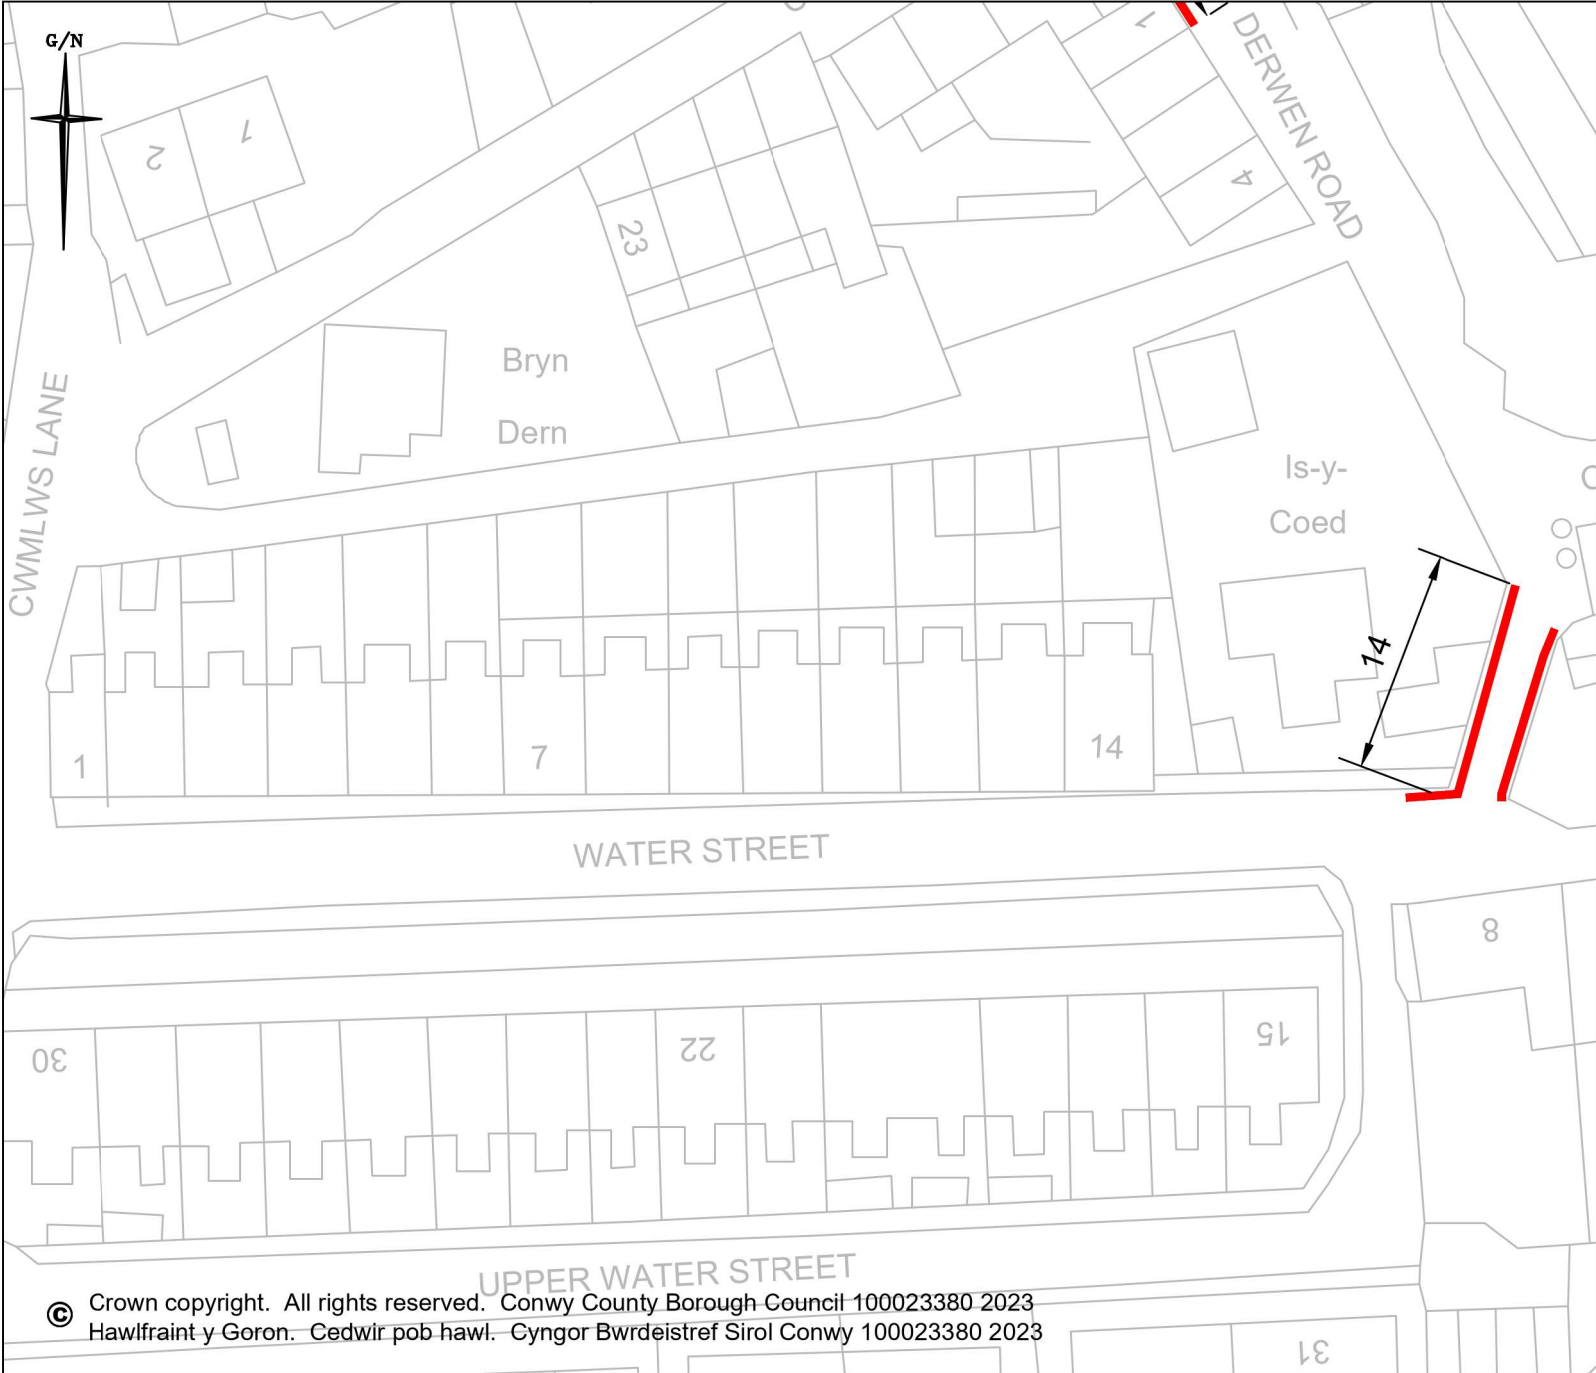 G/N
1
DERWEN ROAD
2
1
4
23
Bryn
Dern
CWMLWS LANE
Is-y-
Coed
14
1
7
14
WATER STREET
8
30
22
15
UPPER WATER STREET
© Crown copyright. All rights reserved. Conwy County Borough Council 100023380 2023
Hawlfraint y Goron. Cedwir pob hawl. Cyngor Bwrdeistref Sirol Conwy 100023380 2023
31